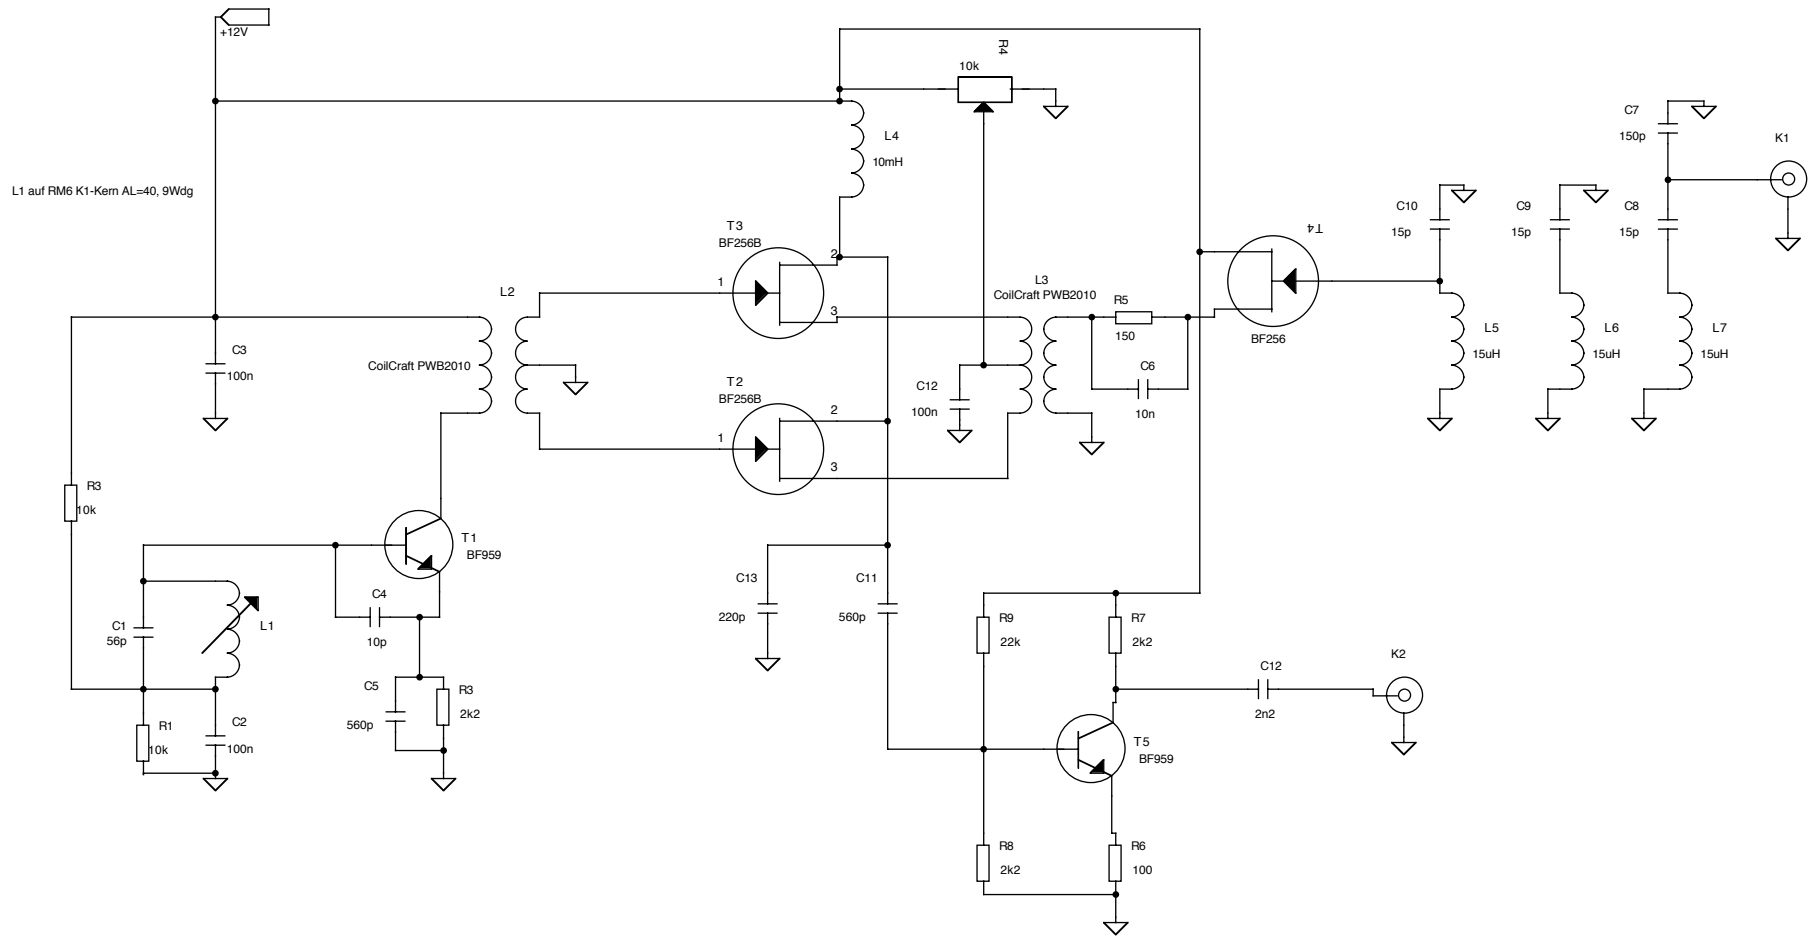 +12V
R4
10k
L4
10mH
C7
150p
K1
L1 auf RM6 K1-Kern AL=40, 9Wdg
C10
15p
C9
15p
C8
15p
T3
BF256B
2
1
3
T4
BF256
L2
CoilCraft PWB2010
L3
CoilCraft PWB2010
R5
150
C6
10n
L5
15uH
L6
15uH
L7
15uH
C3
100n
T2
BF256B
2
1
3
C12
100n
R3
10k
T1
BF959
C4
10p
C1
56p
L1
C13
220p
C11
560p
R9
22k
R7
2k2
C12
2n2
K2
C5
560p
R3
2k2
R1
10k
C2
100n
T5
BF959
R8
2k2
R6
100